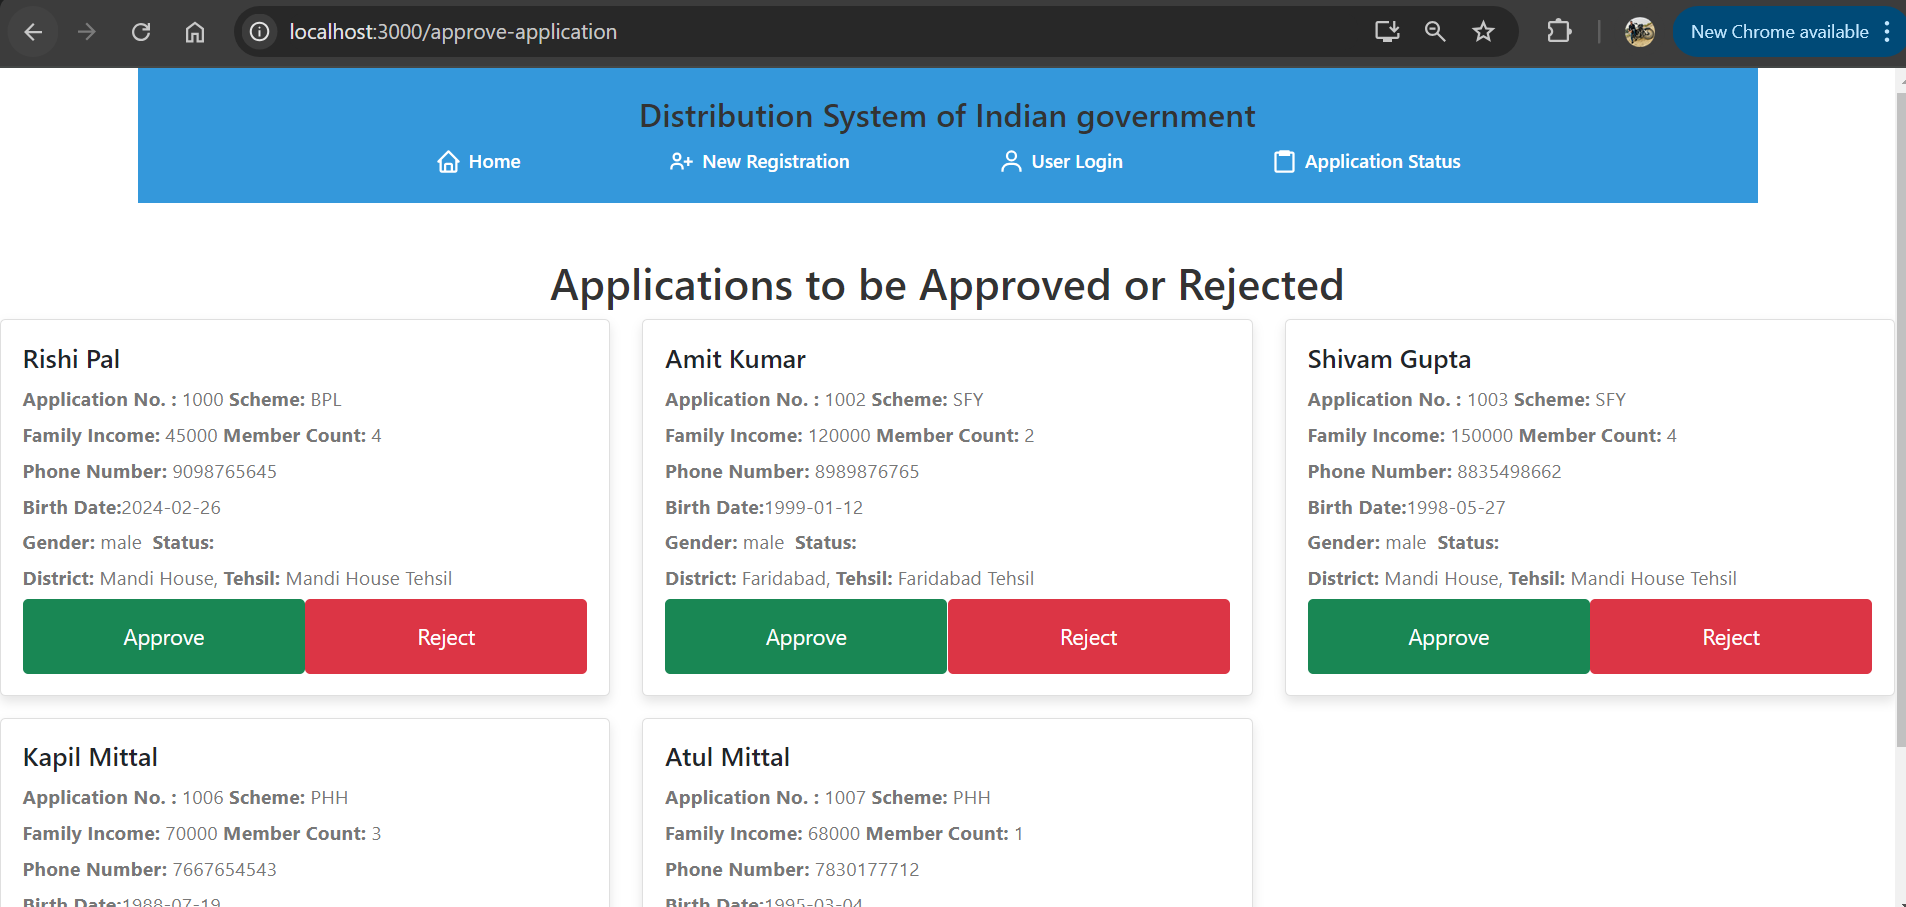 localhost:3000/approve-application
New Chrome available
Distribution System of Indian government
Home New Registration User Login Application Status
Applications to be Approved or Rejected
Rishi Pal
Application No. : 1000 Scheme: BPL
Family Income: 45000 Member Count: 4
Phone Number: 9098765645
Birth Date:2024-02-26
Gender: male Status:
District: Mandi House, Tehsil: Mandi House Tehsil
Approve Reject
Amit Kumar
Application No. : 1002 Scheme: SFY
Family Income: 120000 Member Count: 2
Phone Number: 8989876765
Birth Date:1999-01-12
Gender: male Status:
District: Faridabad, Tehsil: Faridabad Tehsil
Approve Reject
Shivam Gupta
Application No. : 1003 Scheme: SFY
Family Income: 150000 Member Count: 4
Phone Number: 8835498662
Birth Date:1998-05-27
Gender: male Status:
District: Mandi House, Tehsil: Mandi House Tehsil
Approve Reject
Kapil Mittal
Application No. : 1006 Scheme: PHH
Family Income: 70000 Member Count: 3
Phone Number: 7667654543
Birth Date:1988-07-19
Atul Mittal
Application No. : 1007 Scheme: PHH
Family Income: 68000 Member Count: 1
Phone Number: 7830177712
Birth Date:1995-03-04